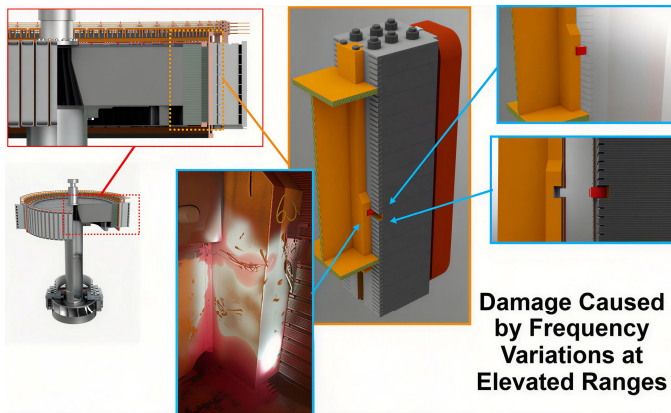 Damage Caused
by Frequency
Variations at
Elevated Ranges